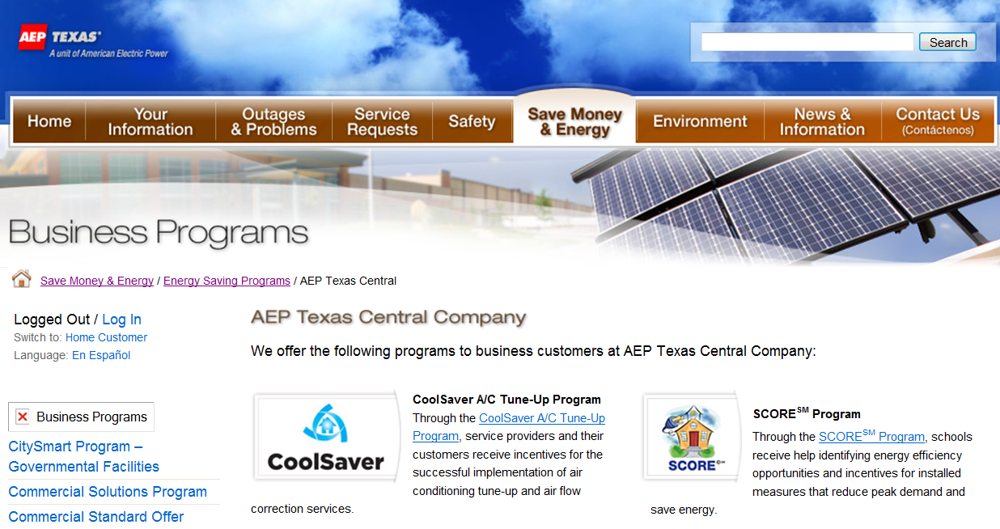 AEP TEXAS®
A unit of American Electric Power
Search
Home
Your
Information
Outages
& Problems
Service
Requests
Safety
Save Money
& Energy
Environment
News &
Information
Contact Us
(Contáctenos)
Business Programs
Save Money & Energy / Energy Saving Programs / AEP Texas Central
Logged Out / Log In
Switch to: Home Customer
Language: En Español
Business Programs
CitySmart Program –
Governmental Facilities
Commercial Solutions Program
Commercial Standard Offer
AEP Texas Central Company
We offer the following programs to business customers at AEP Texas Central Company:
CoolSaver
CoolSaver A/C Tune-Up Program
Through the CoolSaver A/C Tune-Up
Program, service providers and their
customers receive incentives for the
successful implementation of air
conditioning tune-up and air flow
correction services.
SCORE
SCORE℠ Program
Through the SCORE℠ Program, schools
receive help identifying energy efficiency
opportunities and incentives for installed
measures that reduce peak demand and
save energy.